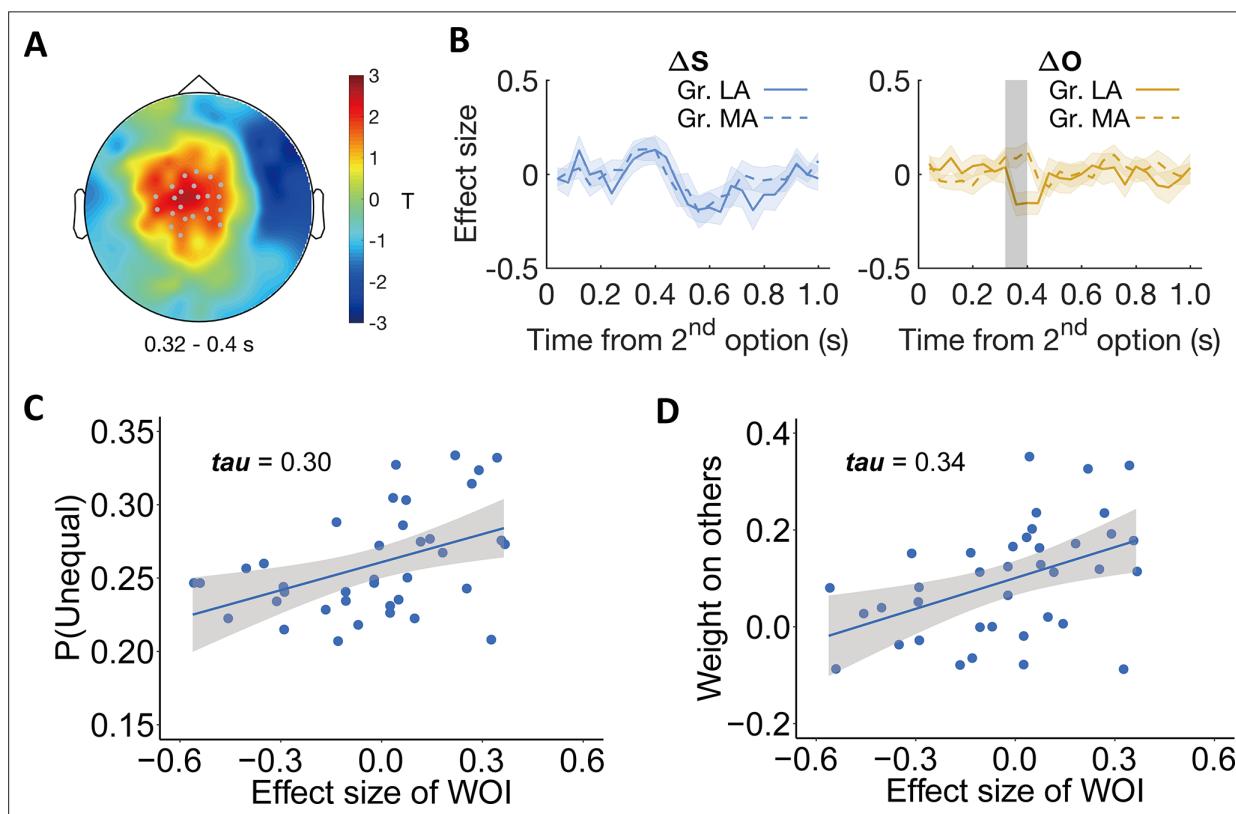 A
3
2
1
0
-1
-2
-3
T
0.32 - 0.4 s
B
ΔS
Gr. LA
Gr. MA
0.5
0
-0.5
Effect size
0 0.2 0.4 0.6 0.8 1.0
Time from 2nd option (s)
ΔO
Gr. LA
Gr. MA
0.5
0
-0.5
0 0.2 0.4 0.6 0.8 1.0
Time from 2nd option (s)
C
tau = 0.30
0.35
0.30
0.25
0.20
0.15
P(Unequal)
−0.6 −0.3 0.0 0.3 0.6
Effect size of WOI
D
tau = 0.34
0.4
0.2
0.0
−0.2
Weight on others
−0.6 −0.3 0.0 0.3 0.6
Effect size of WOI